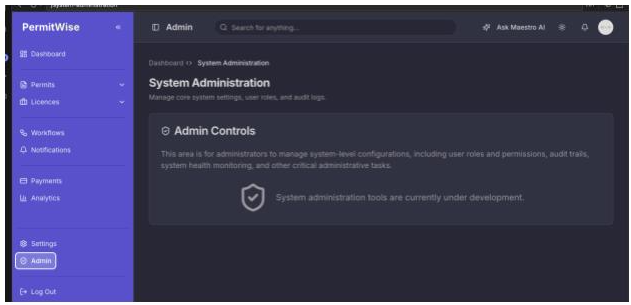 PermitWise
Admin
Search for anything...
Ask Maestro AI
Dashboard
Permits
Licences
Workflows
Notifications
Payments
Analytics
Settings
Admin
Log Out
Dashboard
System Administration
System Administration
Manage core system settings, user roles, and audit logs.
Admin Controls
This area is for administrators to manage system-level configurations, including user roles and permissions, audit trails,
system health monitoring, and other critical administrative tasks.
System administration tools are currently under development.